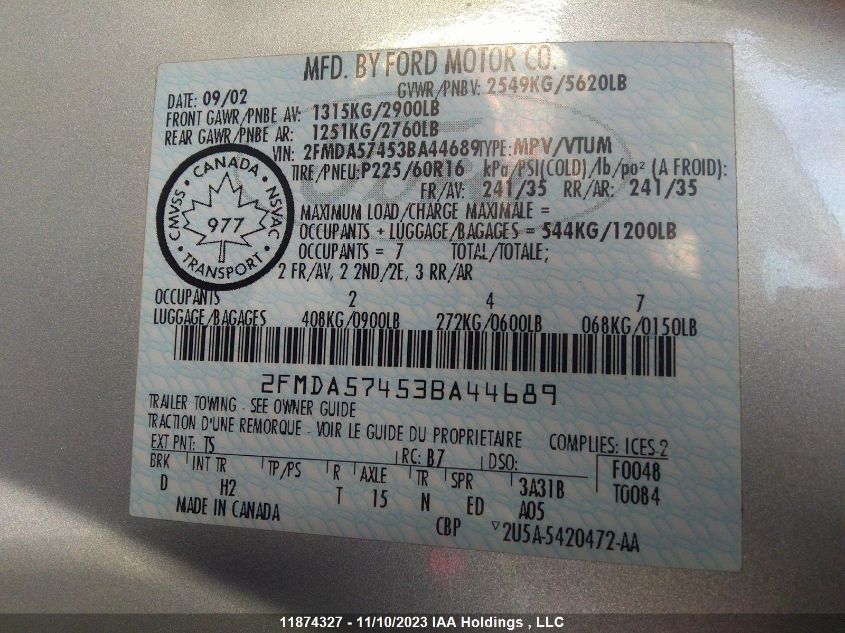 MFD. BY FORD MOTOR CO.
DATE: 09/02 GVWR/PNBV: 2549KG/5620LB
FRONT GAWR/PNBE AV: 1315KG/2900LB
REAR GAWR/PNBE AR: 1251KG/2760LB
VIN: 2FMDA57453BA44689 TYPE: MPV/VTUM
TIRE/PNEU: P225/60R16 kPa/PSI(COLD)/lb/po² (A FROID):
FR/AV: 241/35 RR/AR: 241/35
CANADA
CMVSS NSVAC
977
TRANSPORT
MAXIMUM LOAD/CHARGE MAXIMALE =
OCCUPANTS + LUGGAGE/BAGAGES = 544KG/1200LB
OCCUPANTS = 7 TOTAL/TOTALE;
2 FR/AV, 2 2ND/2E, 3 RR/AR
OCCUPANTS 2 4 7
LUGGAGE/BAGAGES 408KG/0900LB 272KG/0600LB 068KG/0150LB
2FMDA57453BA44689
TRAILER TOWING - SEE OWNER GUIDE
TRACTION D'UNE REMORQUE - VOIR LE GUIDE DU PROPRIETAIRE COMPLIES: ICES-2
EXT PNT: TS RC: B7 DSO: F0048
BRK INT TR TP/PS R AXLE TR SPR 3A31B T0084
D H2 T 15 N ED A05
MADE IN CANADA CBP ▽2U5A-5420472-AA
11874327 - 11/10/2023 IAA Holdings , LLC